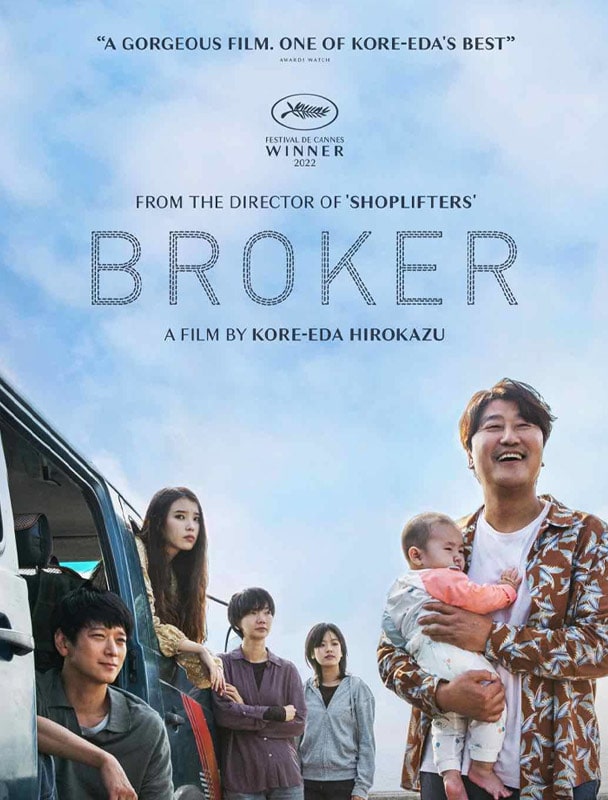 “A GORGEOUS FILM. ONE OF KORE-EDA'S BEST”
AWARDS WATCH
FESTIVAL DE CANNES
WINNER
2022
FROM THE DIRECTOR OF 'SHOPLIFTERS'
BROKER
A FILM BY KORE-EDA HIROKAZU